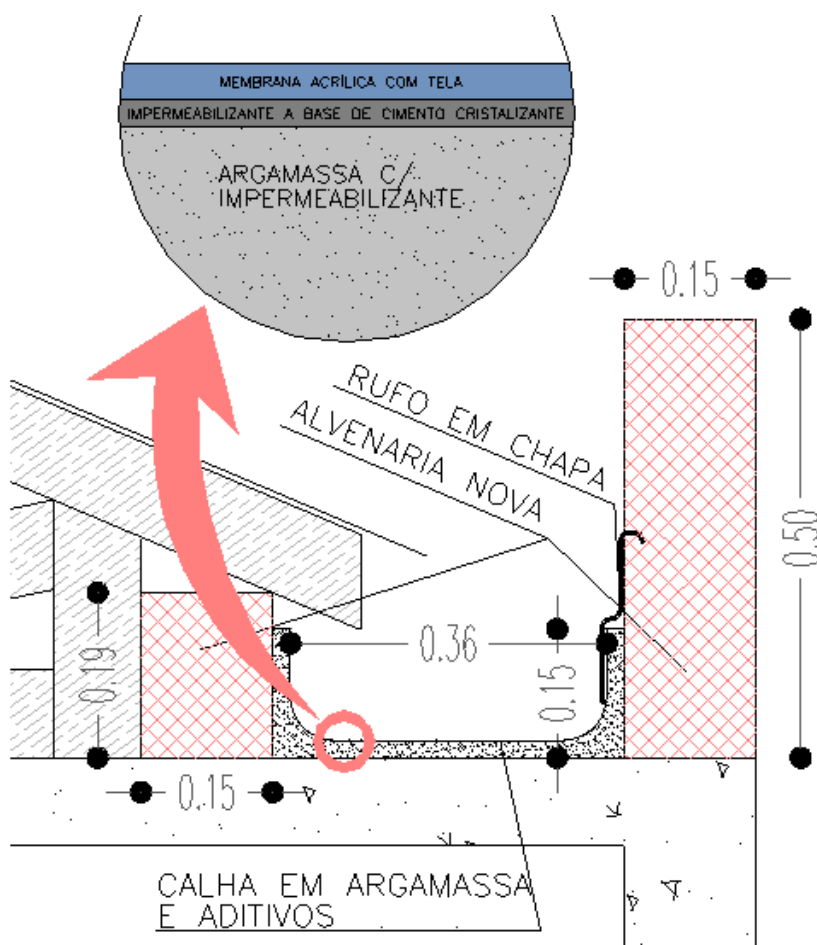 MEMBRANA ACRÍLICA COM TELA
IMPERMEABILIZANTE A BASE DE CIMENTO CRISTALIZANTE
ARGAMASSA C/
IMPERMEABILIZANTE
0.15
RUFO EM CHAPA
ALVENARIA NOVA
0.50
0.36
0.19
0.15
0.15
CALHA EM ARGAMASSA
E ADITIVOS